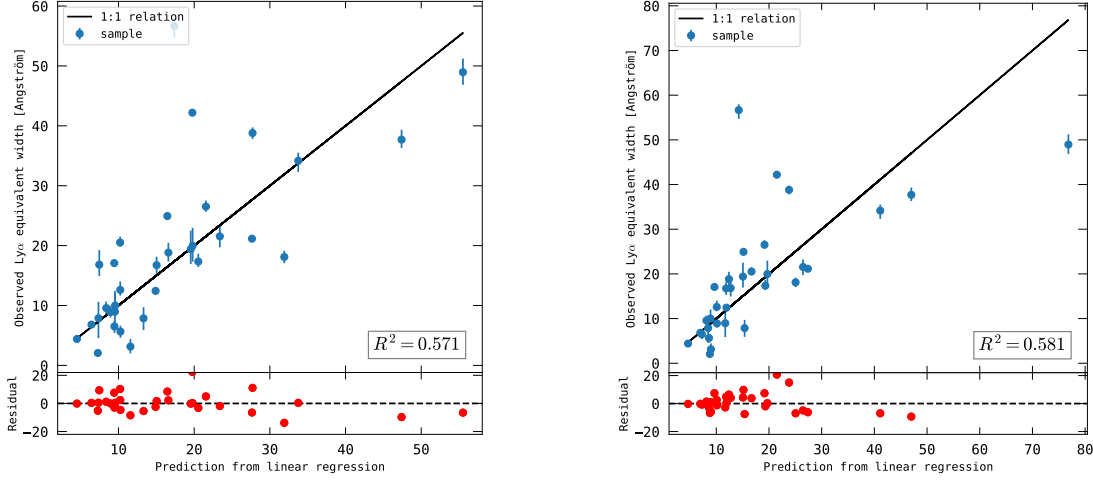 60
50
40
30
20
10
0
Observed Lyα equivalent width [Angström]
1:1 relation
sample
R² = 0.571
20
0
−20
Residual
10 20 30 40 50
Prediction from linear regression
80
70
60
50
40
30
20
10
0
Observed Lyα equivalent width [Angström]
1:1 relation
sample
R² = 0.581
20
0
−20
Residual
10 20 30 40 50 60 70 80
Prediction from linear regression